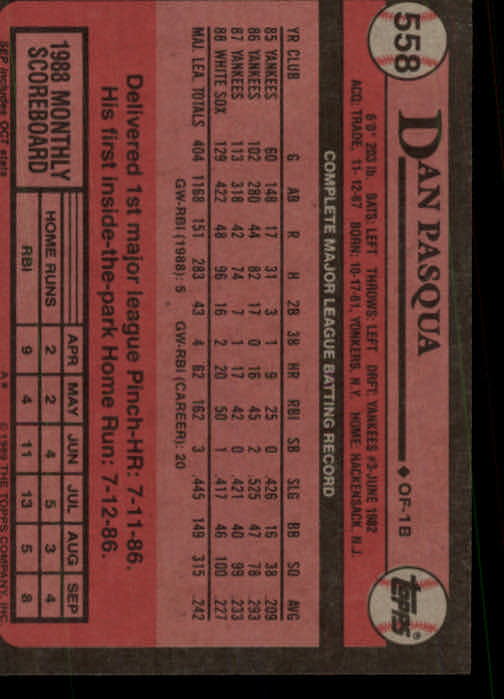 558
DAN PASQUA ◆ OF-1B
topps
6'0" 203 lb. BATS: LEFT THROWS: LEFT DRFT: YANKEES #3-JUNE 1982
ACQ: TRADE, 11-12-87 BORN: 10-17-61, YONKERS, N.Y. HOME: HACKENSACK, N.J.
COMPLETE MAJOR LEAGUE BATTING RECORD
YR CLUB G AB R H 2B 3B HR RBI SB SLG BB SO AVG
85 YANKEES 60 148 17 31 3 1 9 25 0 .426 16 38 .209
86 YANKEES 102 280 44 82 17 0 16 45 2 .525 47 78 .293
87 YANKEES 113 318 42 74 7 1 17 42 0 .421 40 99 .233
88 WHITE SOX 129 422 48 96 16 2 20 50 1 .417 46 100 .227
MAJ. LEA. TOTALS 404 1168 151 283 43 4 62 162 3 .445 149 315 .242
GW-RBI (1988): 5 GW-RBI (CAREER): 20
Delivered 1st major league Pinch-HR: 7-11-86.
His first Inside-the-park Home Run: 7-12-86.
1988 MONTHLY SCOREBOARD
APR MAY JUN JUL AUG SEP
HOME RUNS 2 2 4 5 3 4
RBI 9 4 11 13 5 8
SEP includes OCT stats A* ©1989 THE TOPPS COMPANY, INC.